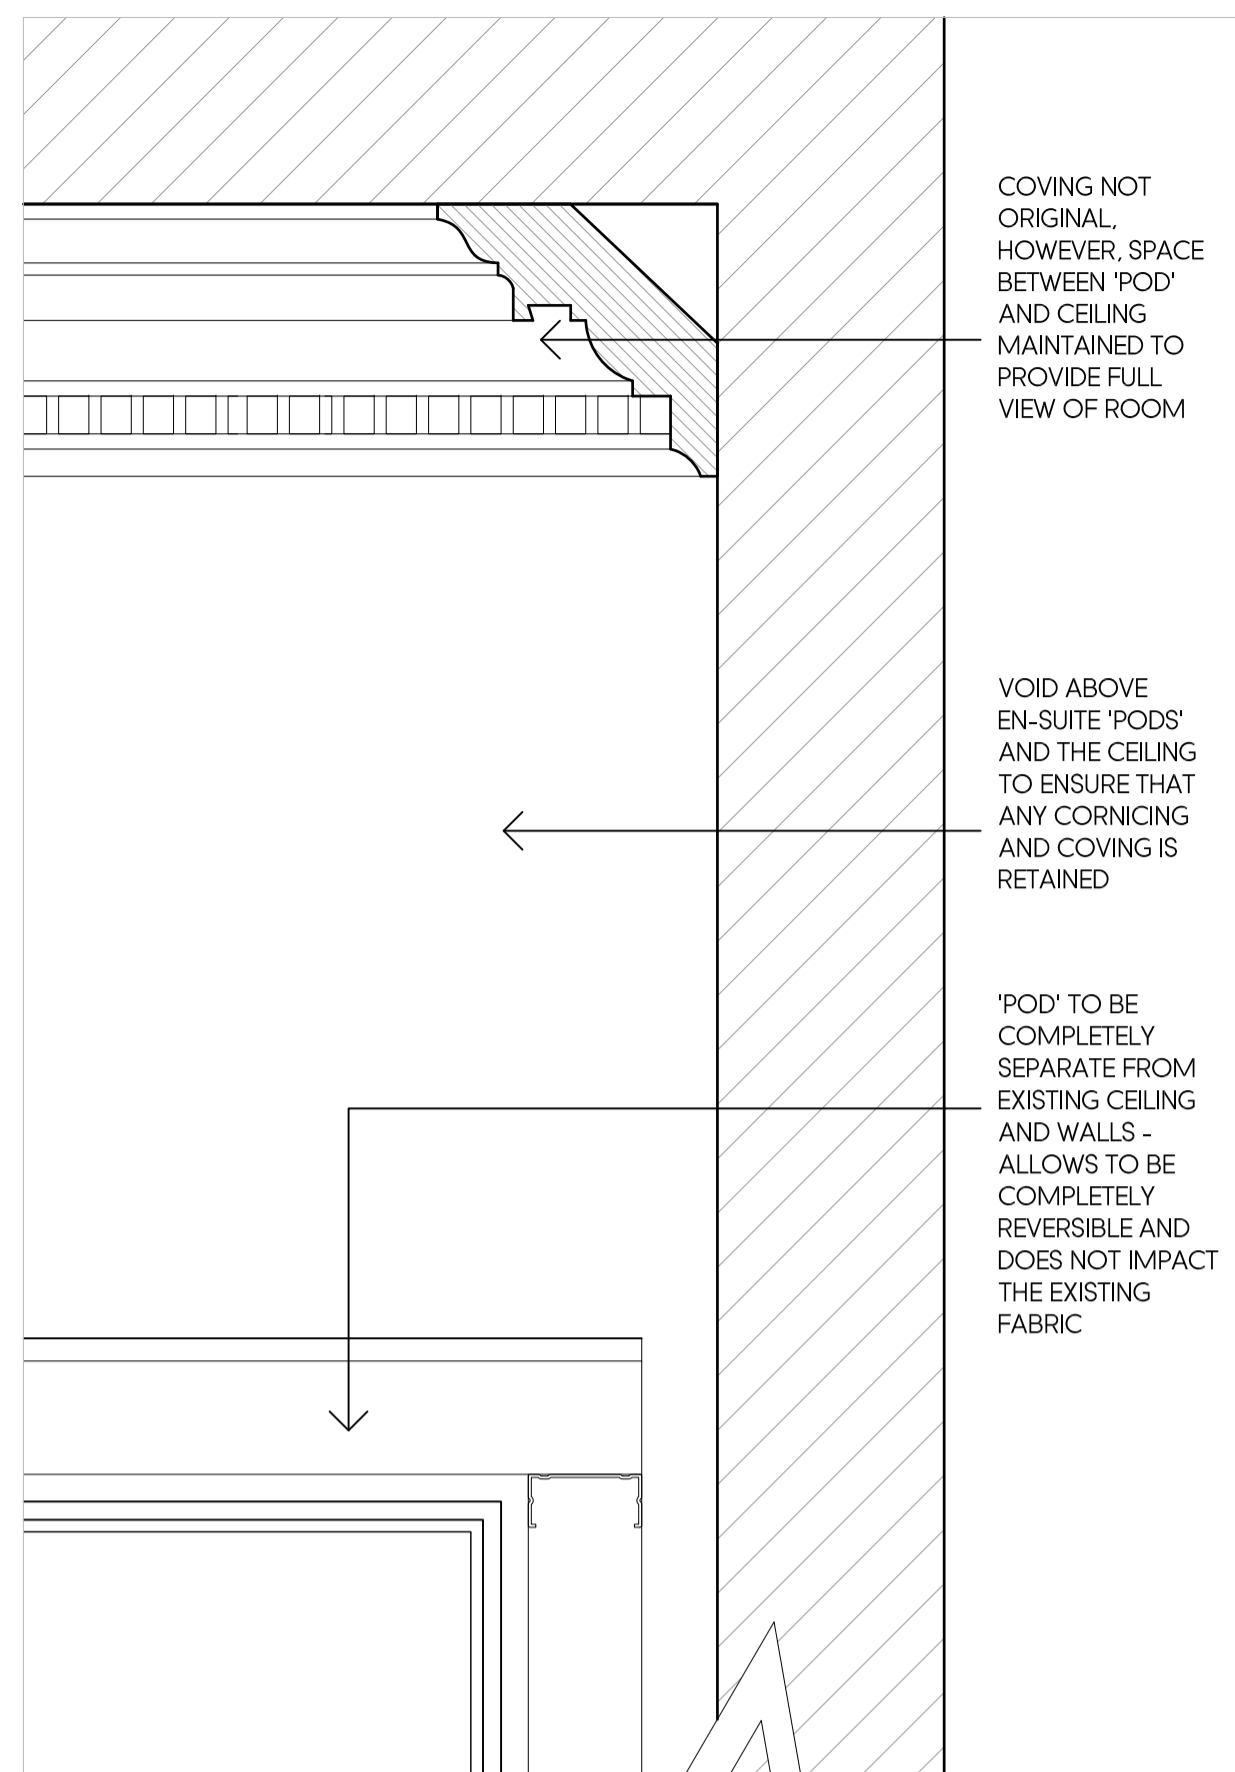 COVING NOT
ORIGINAL,
HOWEVER, SPACE
BETWEEN 'POD'
AND CEILING
MAINTAINED TO
PROVIDE FULL
VIEW OF ROOM
VOID ABOVE
EN-SUITE 'PODS'
AND THE CEILING
TO ENSURE THAT
ANY CORNICING
AND COVING IS
RETAINED
'POD' TO BE
COMPLETELY
SEPARATE FROM
EXISTING CEILING
AND WALLS -
ALLOWS TO BE
COMPLETELY
REVERSIBLE AND
DOES NOT IMPACT
THE EXISTING
FABRIC